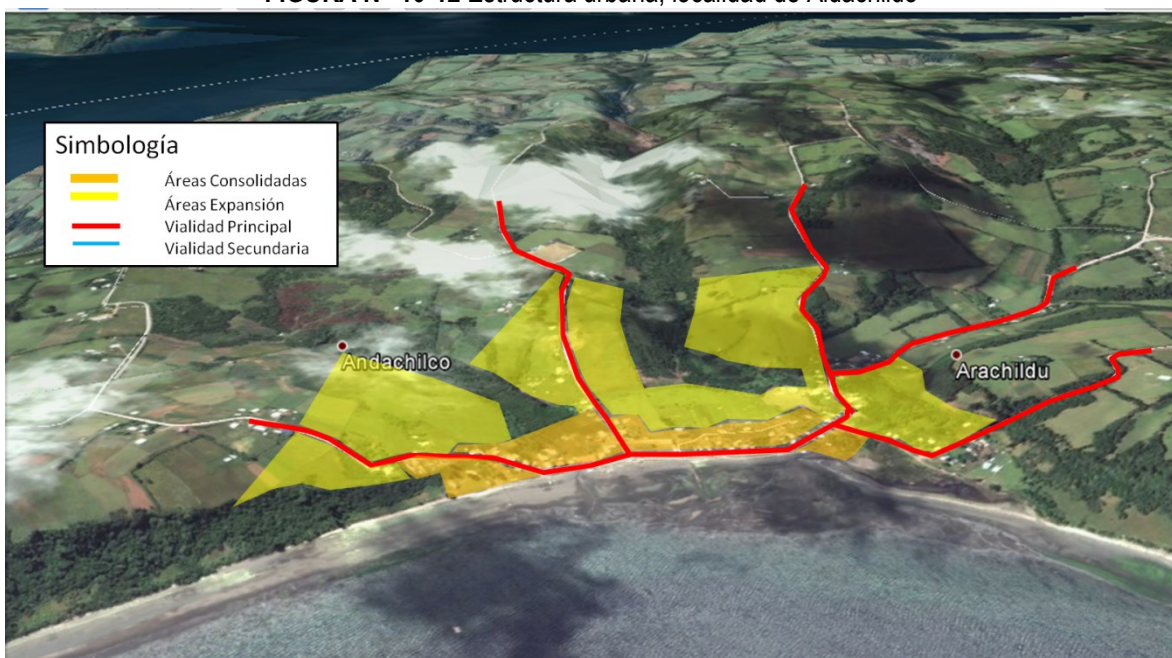 Simbología
Áreas Consolidadas
Áreas Expansión
Vialidad Principal
Vialidad Secundaria
Andachilco
Arachildu